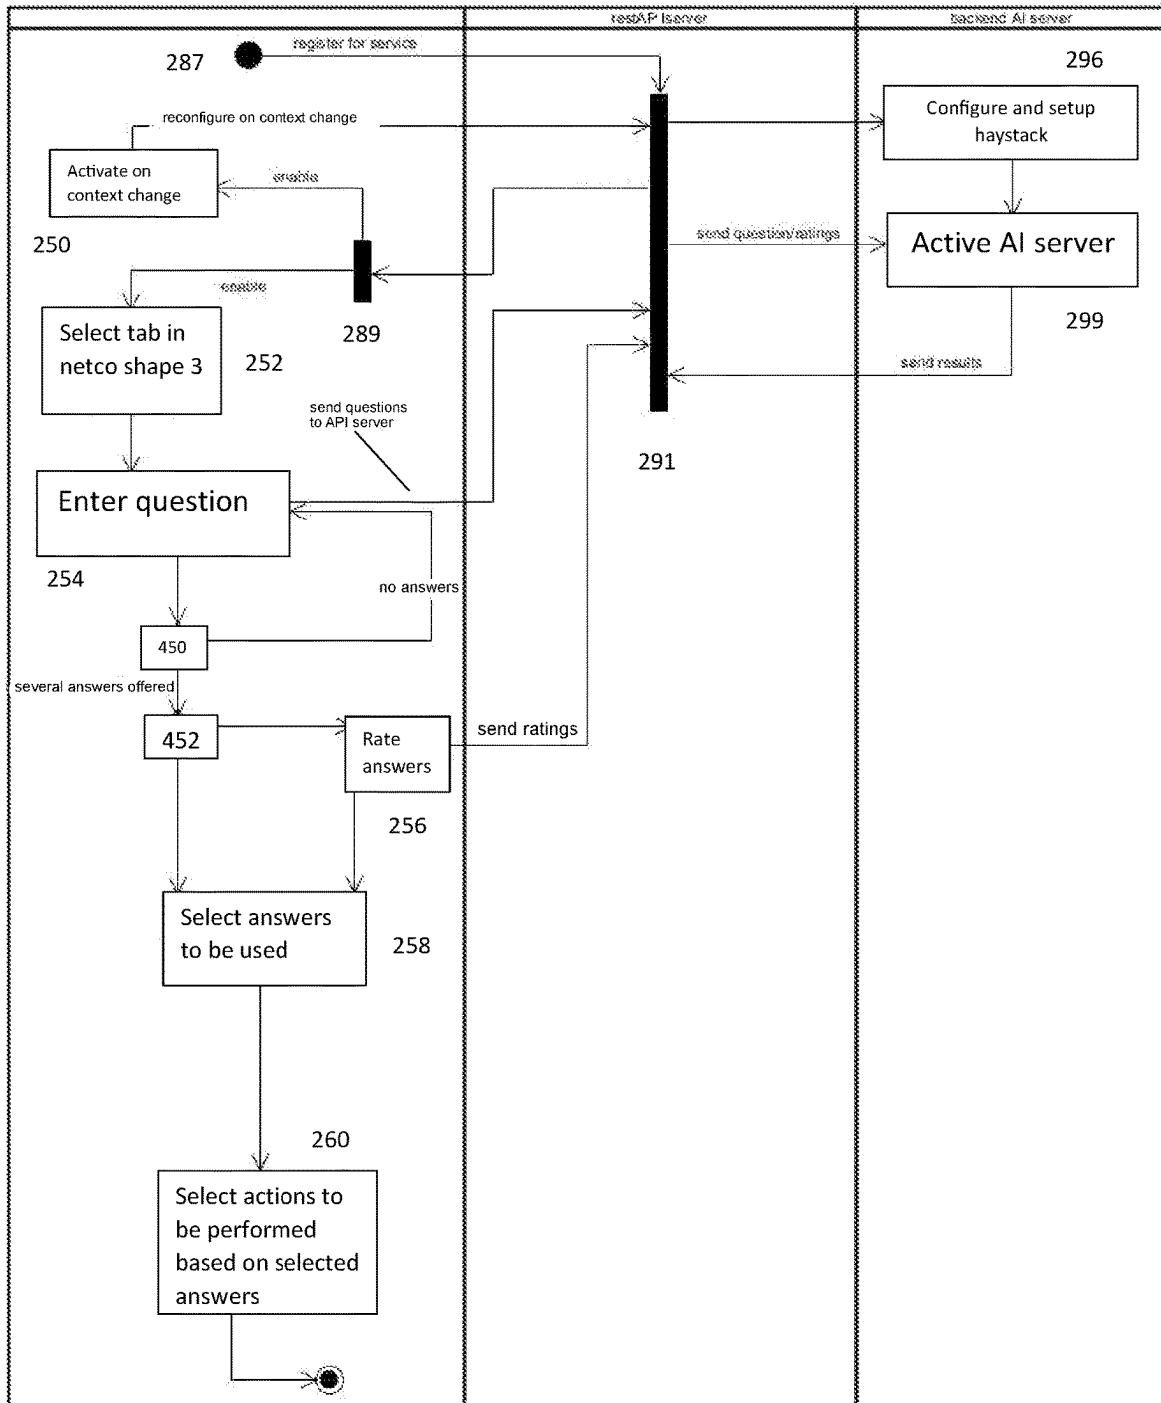 restAP Iserver
backend AI server
287
register for service
296
Configure and setup
haystack
reconfigure on context change
Activate on
context change
enable
250
send question/ratings
Active AI server
enable
289
299
Select tab in
netco shape 3
252
send results
send questions
to API server
291
Enter question
254
no answers
450
several answers offered
452
Rate
answers
send ratings
256
Select answers
to be used
258
260
Select actions to
be performed
based on selected
answers